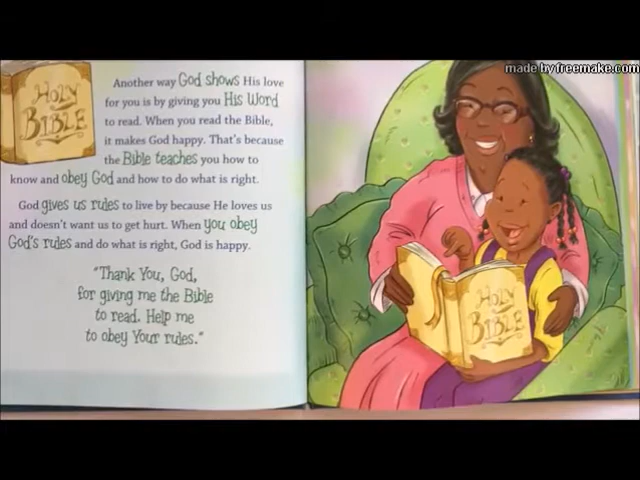 made by freemake.com
HOLY
BIBLE
Another way God shows His love
for you is by giving you His Word
to read. When you read the Bible,
it makes God happy. That's because
the Bible teaches you how to
know and obey God and how to do what is right.
God gives us rules to live by because He loves us
and doesn't want us to get hurt. When you obey
God's rules and do what is right, God is happy.
"Thank You, God,
for giving me the Bible
to read. Help me
to obey Your rules."
HOLY
BIBLE